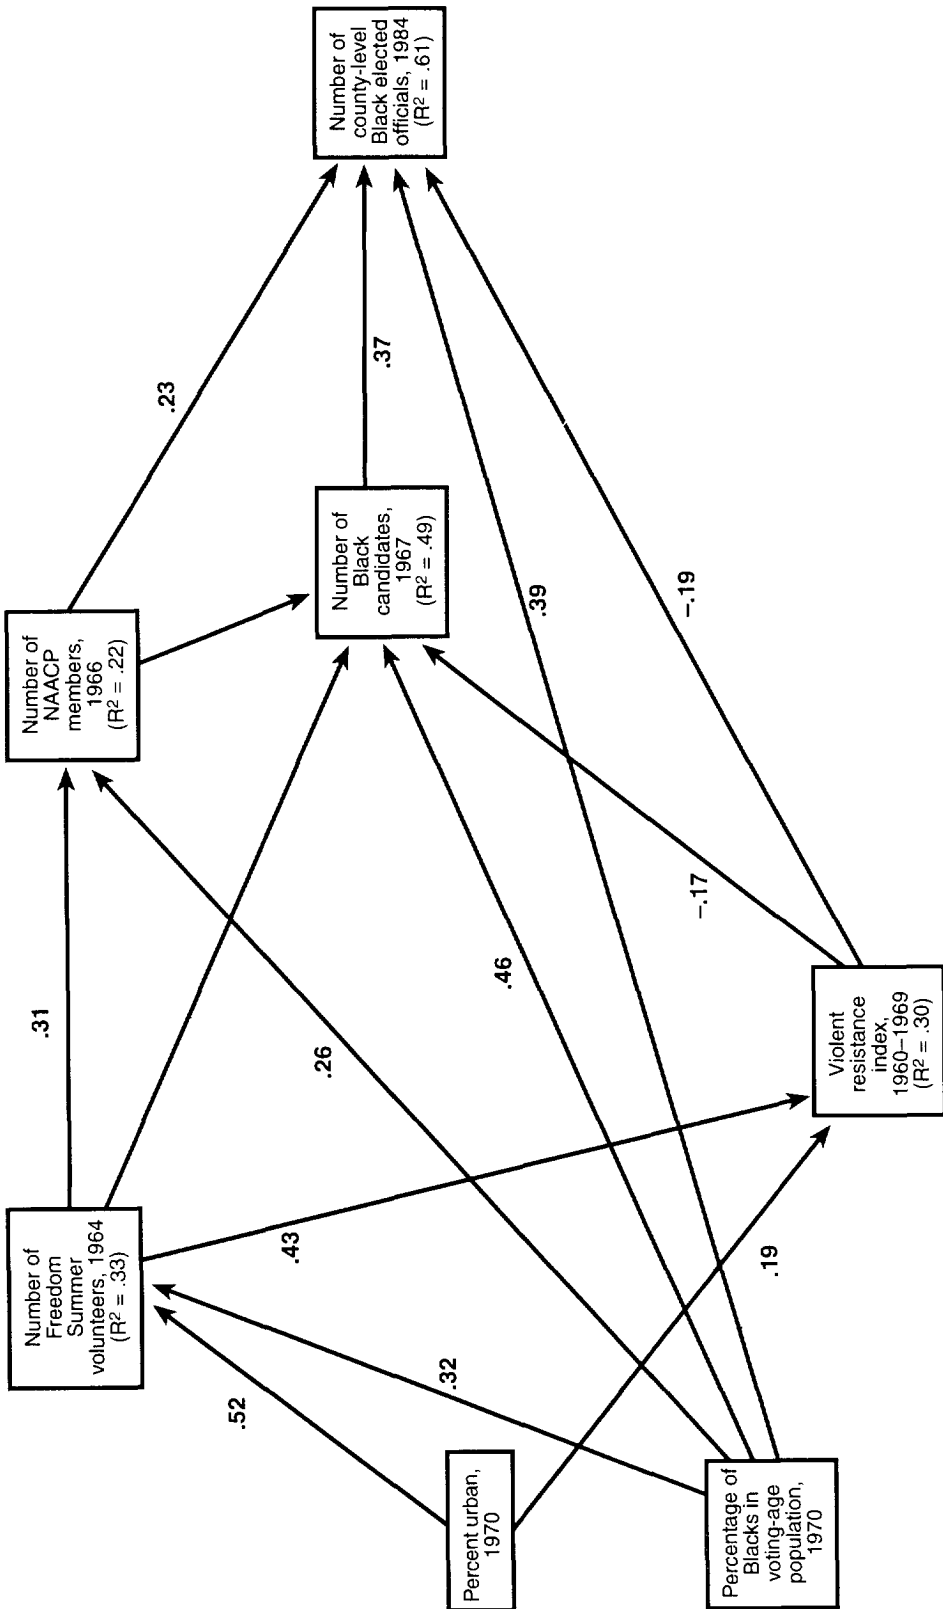 Number of
Freedom
Summer
volunteers, 1964
(R² = .33)
.31
Number of
NAACP
members,
1966
(R² = .22)
.23
Number of
county-level
Black elected
officials, 1984
(R² = .61)
.52
.32
.43
.26
.46
Number of
Black
candidates,
1967
(R² = .49)
.37
.39
Percent urban,
1970
Percentage of
Blacks in
voting-age
population,
1970
.19
Violent
resistance
index,
1960–1969
(R² = .30)
–.17
–.19